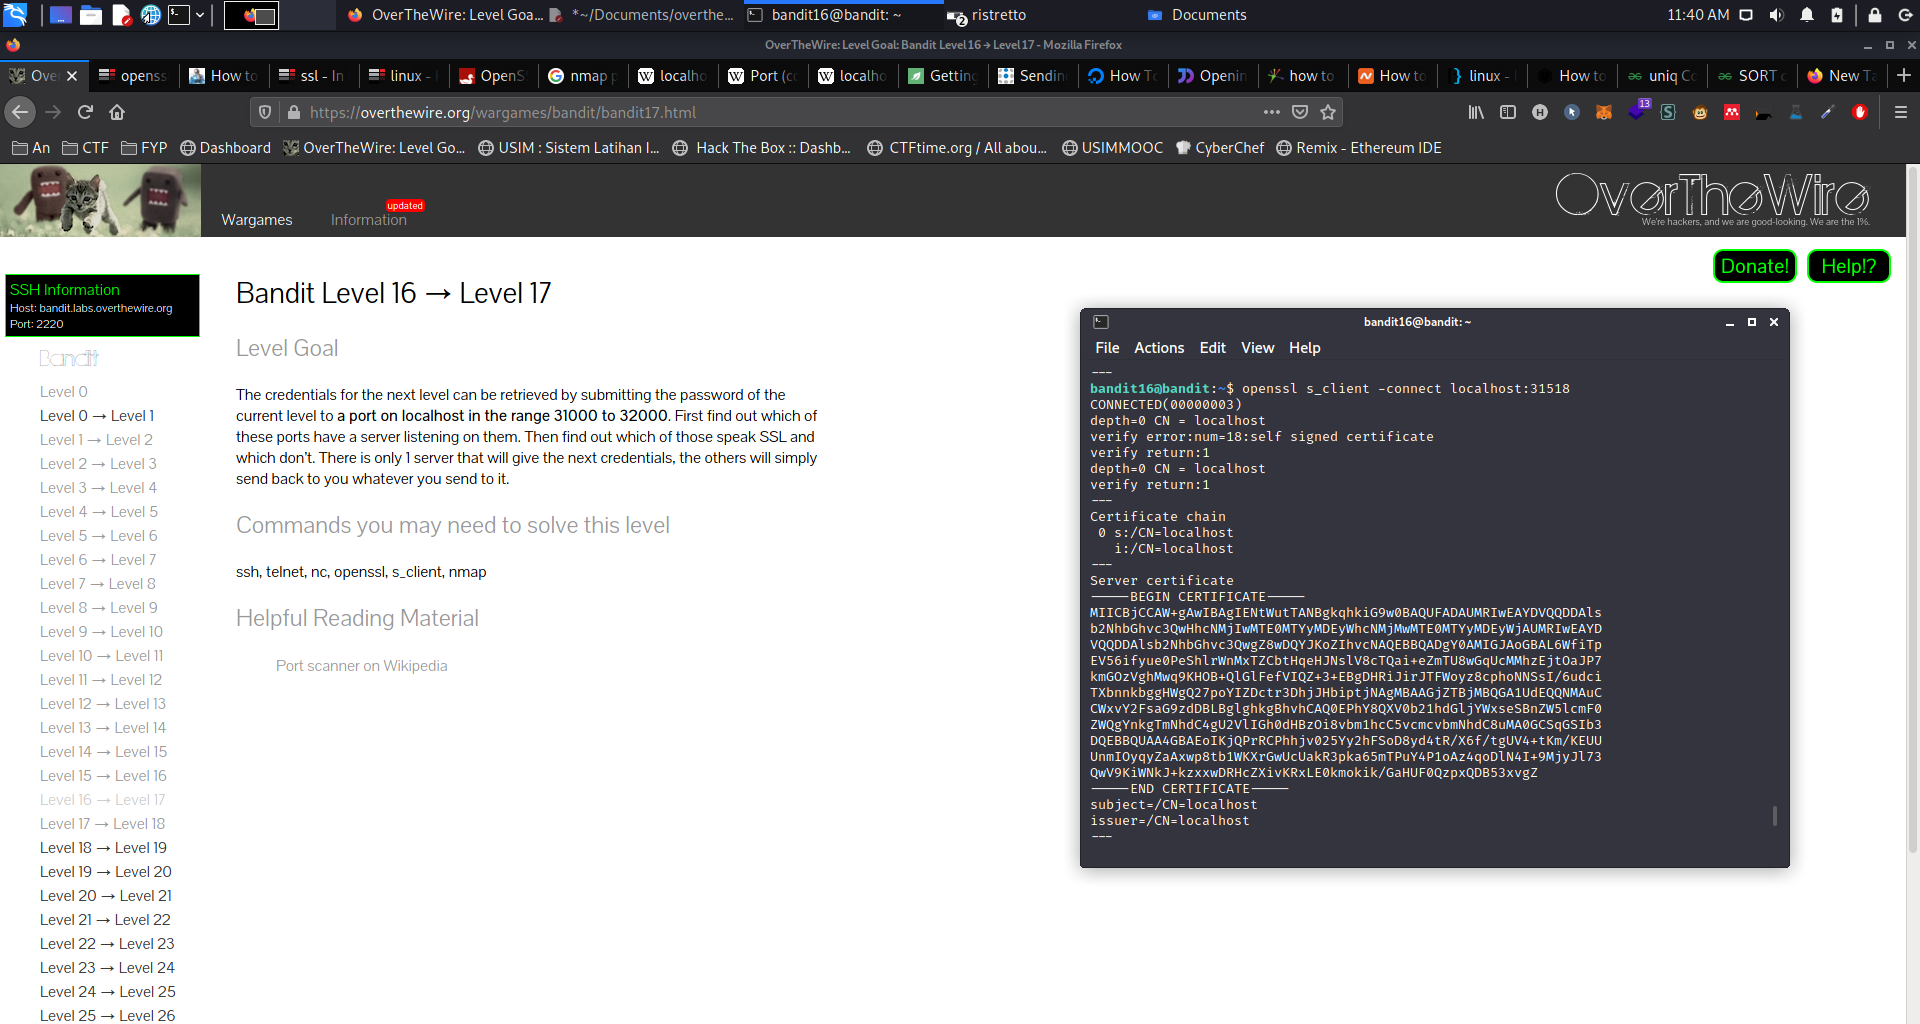 OverTheWire: Level Goa...
*~/Documents/overthe...
bandit16@bandit: ~
2
ristretto
Documents
11:40 AM
OverTheWire: Level Goal: Bandit Level 16 → Level 17 - Mozilla Firefox
Ove
openss
How to
ssl - In
linux -
OpenS
nmap p
localho
Port (co
localho
Getting
Sendin
How To
Openin
how to
How to
linux -
How to
uniq Co
SORT c
New Ta
https://overthewire.org/wargames/bandit/bandit17.html
13
An
CTF
FYP
Dashboard
OverTheWire: Level Go...
USIM : Sistem Latihan I...
Hack The Box :: Dashb...
CTFtime.org / All abou...
USIMMOOC
CyberChef
Remix - Ethereum IDE
Wargames
Information
updated
OverTheWire
We're hackers, and we are good-looking. We are the 1%.
Donate!
Help!?
SSH Information
Host: bandit.labs.overthewire.org
Port: 2220
Bandit
Level 0
Level 0 → Level 1
Level 1 → Level 2
Level 2 → Level 3
Level 3 → Level 4
Level 4 → Level 5
Level 5 → Level 6
Level 6 → Level 7
Level 7 → Level 8
Level 8 → Level 9
Level 9 → Level 10
Level 10 → Level 11
Level 11 → Level 12
Level 12 → Level 13
Level 13 → Level 14
Level 14 → Level 15
Level 15 → Level 16
Level 16 → Level 17
Level 17 → Level 18
Level 18 → Level 19
Level 19 → Level 20
Level 20 → Level 21
Level 21 → Level 22
Level 22 → Level 23
Level 23 → Level 24
Level 24 → Level 25
Level 25 → Level 26
Bandit Level 16 → Level 17
Level Goal
The credentials for the next level can be retrieved by submitting the password of the
current level to a port on localhost in the range 31000 to 32000. First find out which of
these ports have a server listening on them. Then find out which of those speak SSL and
which don't. There is only 1 server that will give the next credentials, the others will simply
send back to you whatever you send to it.
Commands you may need to solve this level
ssh, telnet, nc, openssl, s_client, nmap
Helpful Reading Material
Port scanner on Wikipedia
bandit16@bandit: ~
File Actions Edit View Help
---
bandit16@bandit:~$ openssl s_client -connect localhost:31518
CONNECTED(00000003)
depth=0 CN = localhost
verify error:num=18:self signed certificate
verify return:1
depth=0 CN = localhost
verify return:1
---
Certificate chain
0 s:/CN=localhost
i:/CN=localhost
---
Server certificate
-----BEGIN CERTIFICATE-----
MIICBjCCAW+gAwIBAgIENtWutTANBgkqhkiG9w0BAQUFADAUMRIwEAYDVQQDDAls
b2NhbGhvc3QwHhcNMjIwMTE0MTYyMDEyWhcNMjMwMTE0MTYyMDEyWjAUMRIwEAYD
VQQDDAlsb2NhbGhvc3QwgZ8wDQYJKoZIhvcNAQEBBQADgY0AMIGJAoGBAL6WfiTp
EV56ifyue0PeShlrWnMxTZCbtHqeHJNslV8cTQai+eZmTU8wGqUcMMhzEjtOaJP7
kmGOzVghMwq9KHOB+QlGlFefVIQZ+3+EBgDHRiJirJTFWoyz8cphoNNSsI/6udci
TXbnnkbggHWgQ27poYIZDctr3DhjJHbiptjNAgMBAAGjZTBjMBQGA1UdEQQNMAuC
CWxvY2FsaG9zdDBLBglghkgBhvhCAQ0EPhY8QXV0b21hdGljYWxseSBnZW5lcmF0
ZWQgYnkgTmNhdC4gU2VlIGh0dHBzOi8vbm1hcC5vcmcvbmNhdC8uMA0GCSqGSIb3
DQEBBQUAA4GBAEoIKjQPrRCPhhjv025Yy2hFSoD8yd4tR/X6f/tgUV4+tKm/KEUU
UnmIOyqyZaAxwp8tb1WKXrGwUcUakR3pka65mTPuY4P1oAz4qoDlN4I+9MjyJl73
QwV9KiWNkJ+kzxxwDRHcZXivKRxLE0kmokik/GaHUF0QzpxQDB53xvgZ
-----END CERTIFICATE-----
subject=/CN=localhost
issuer=/CN=localhost
---